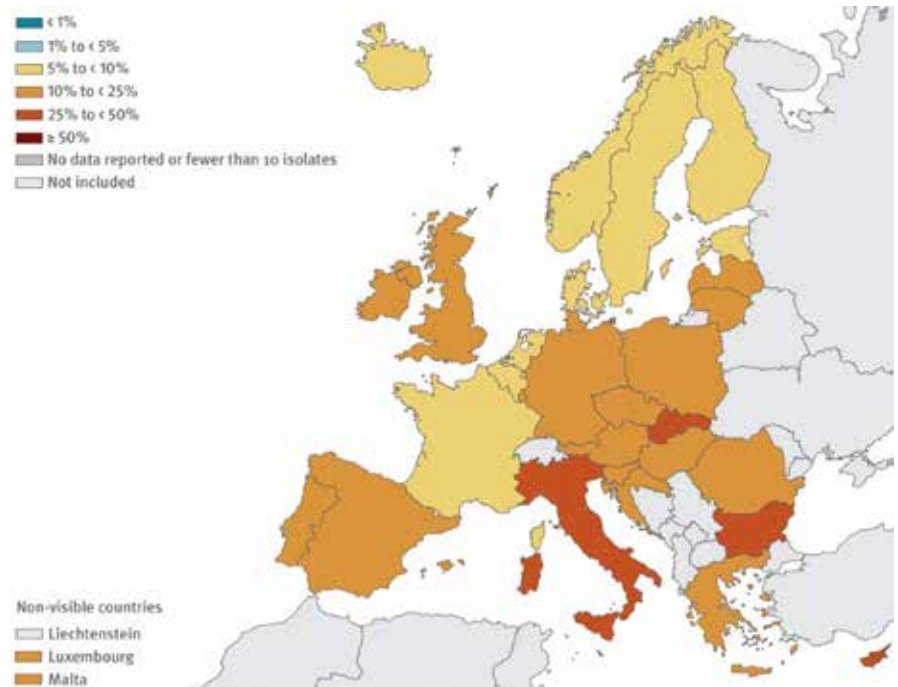 < 1%
1% to < 5%
5% to < 10%
10% to < 25%
25% to < 50%
≥ 50%
No data reported or fewer than 10 isolates
Not included
Non-visible countries
Liechtenstein
Luxembourg
Malta